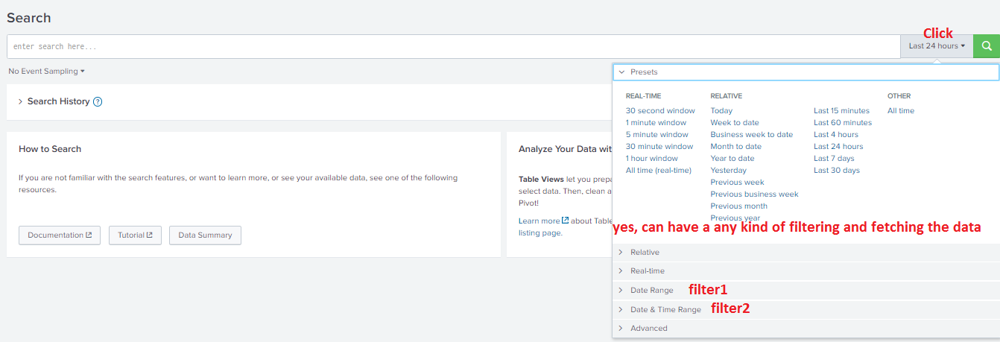 Search
Click
enter search here...
Last 24 hours
No Event Sampling
Presets
Search History ?
REAL-TIME
RELATIVE
OTHER
30 second window
Today
Last 15 minutes
All time
1 minute window
Week to date
Last 60 minutes
5 minute window
Business week to date
Last 4 hours
30 minute window
Month to date
Last 24 hours
1 hour window
Year to date
Last 7 days
All time (real-time)
Yesterday
Last 30 days
Previous week
Previous business week
Previous month
Previous year
How to Search
If you are not familiar with the search features, or want to learn more, or see your available data, see one of the following
resources.
Documentation
Tutorial
Data Summary
Analyze Your Data wit
Table Views let you prepa
select data. Then, clean a
Pivot!
Learn more about Table
listing page.
yes, can have a any kind of filtering and fetching the data
Relative
Real-time
Date Range
filter1
Date & Time Range
filter2
Advanced